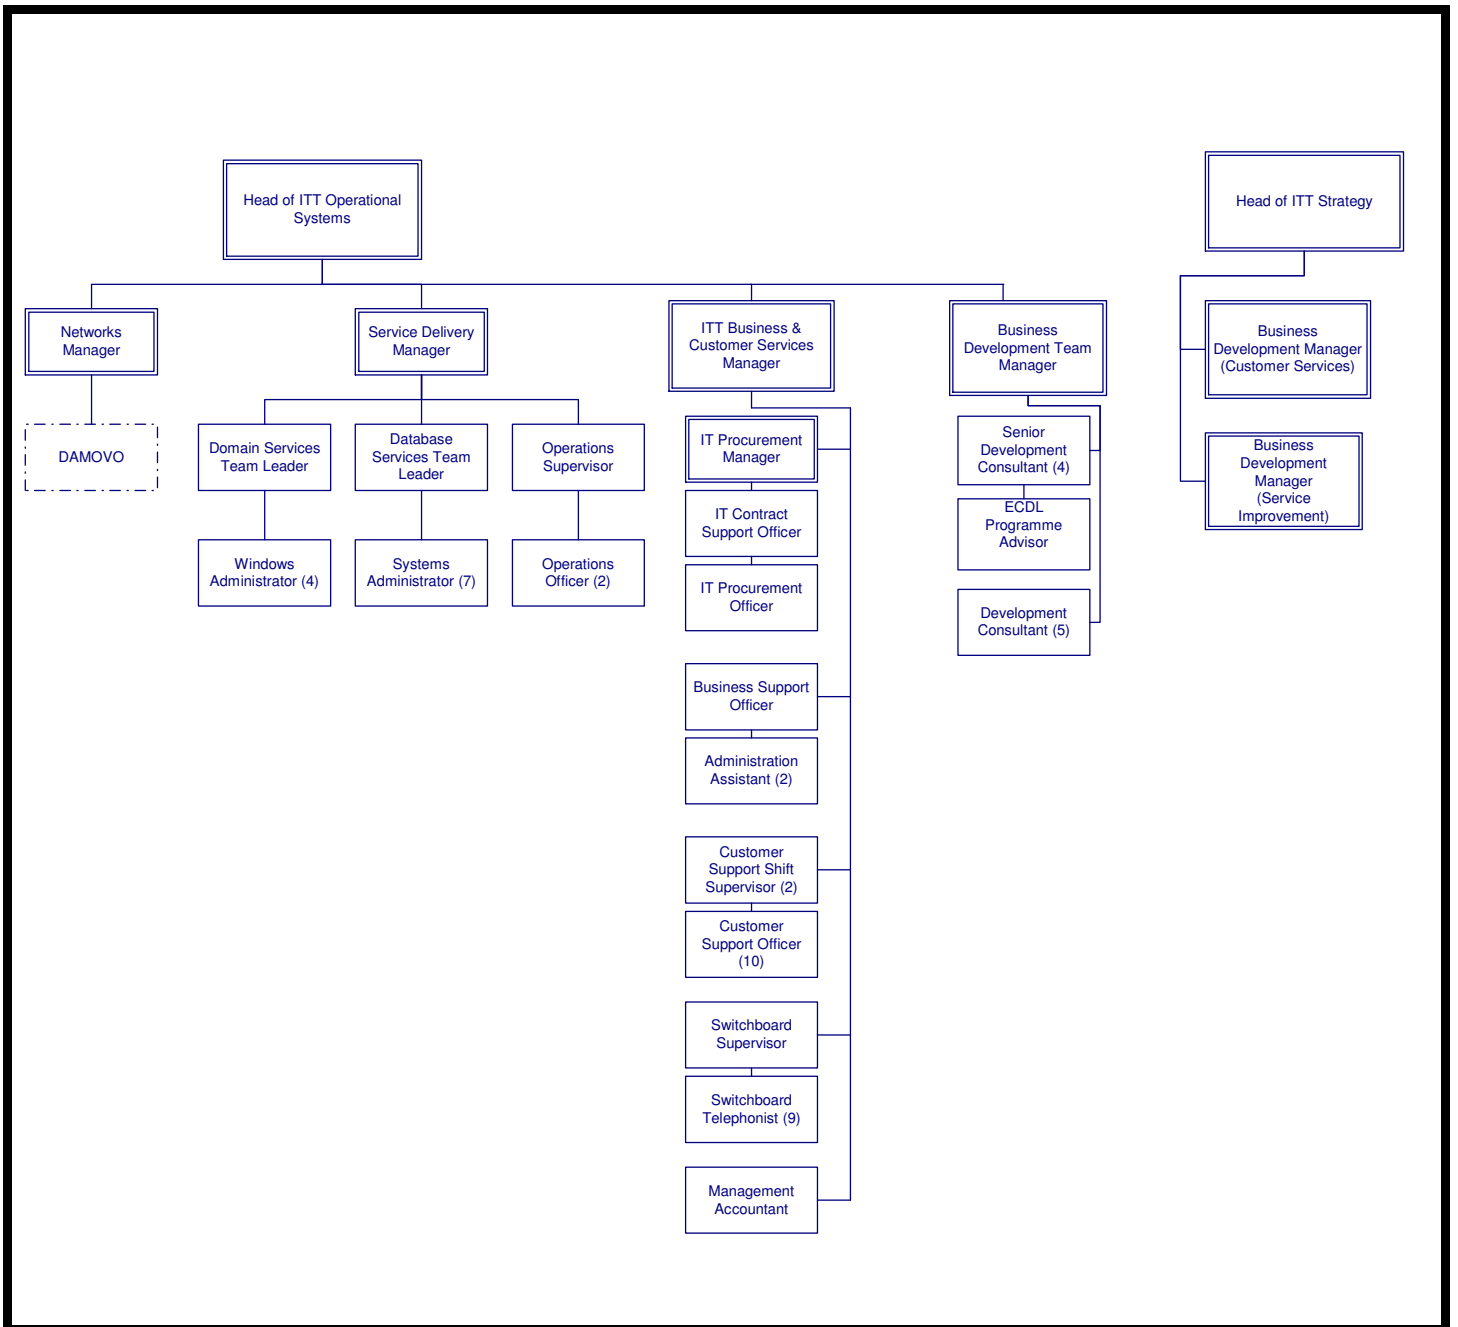 Head of ITT Operational
Systems
Head of ITT Strategy
Networks
Manager
Service Delivery
Manager
ITT Business &
Customer Services
Manager
Business
Development Team
Manager
Business
Development Manager
(Customer Services)
DAMOVO
Domain Services
Team Leader
Database
Services Team
Leader
Operations
Supervisor
IT Procurement
Manager
Senior
Development
Consultant (4)
Business
Development
Manager
(Service
Improvement)
IT Contract
Support Officer
ECDL
Programme
Advisor
Windows
Administrator (4)
Systems
Administrator (7)
Operations
Officer (2)
IT Procurement
Officer
Development
Consultant (5)
Business Support
Officer
Administration
Assistant (2)
Customer
Support Shift
Supervisor (2)
Customer
Support Officer
(10)
Switchboard
Supervisor
Switchboard
Telephonist (9)
Management
Accountant